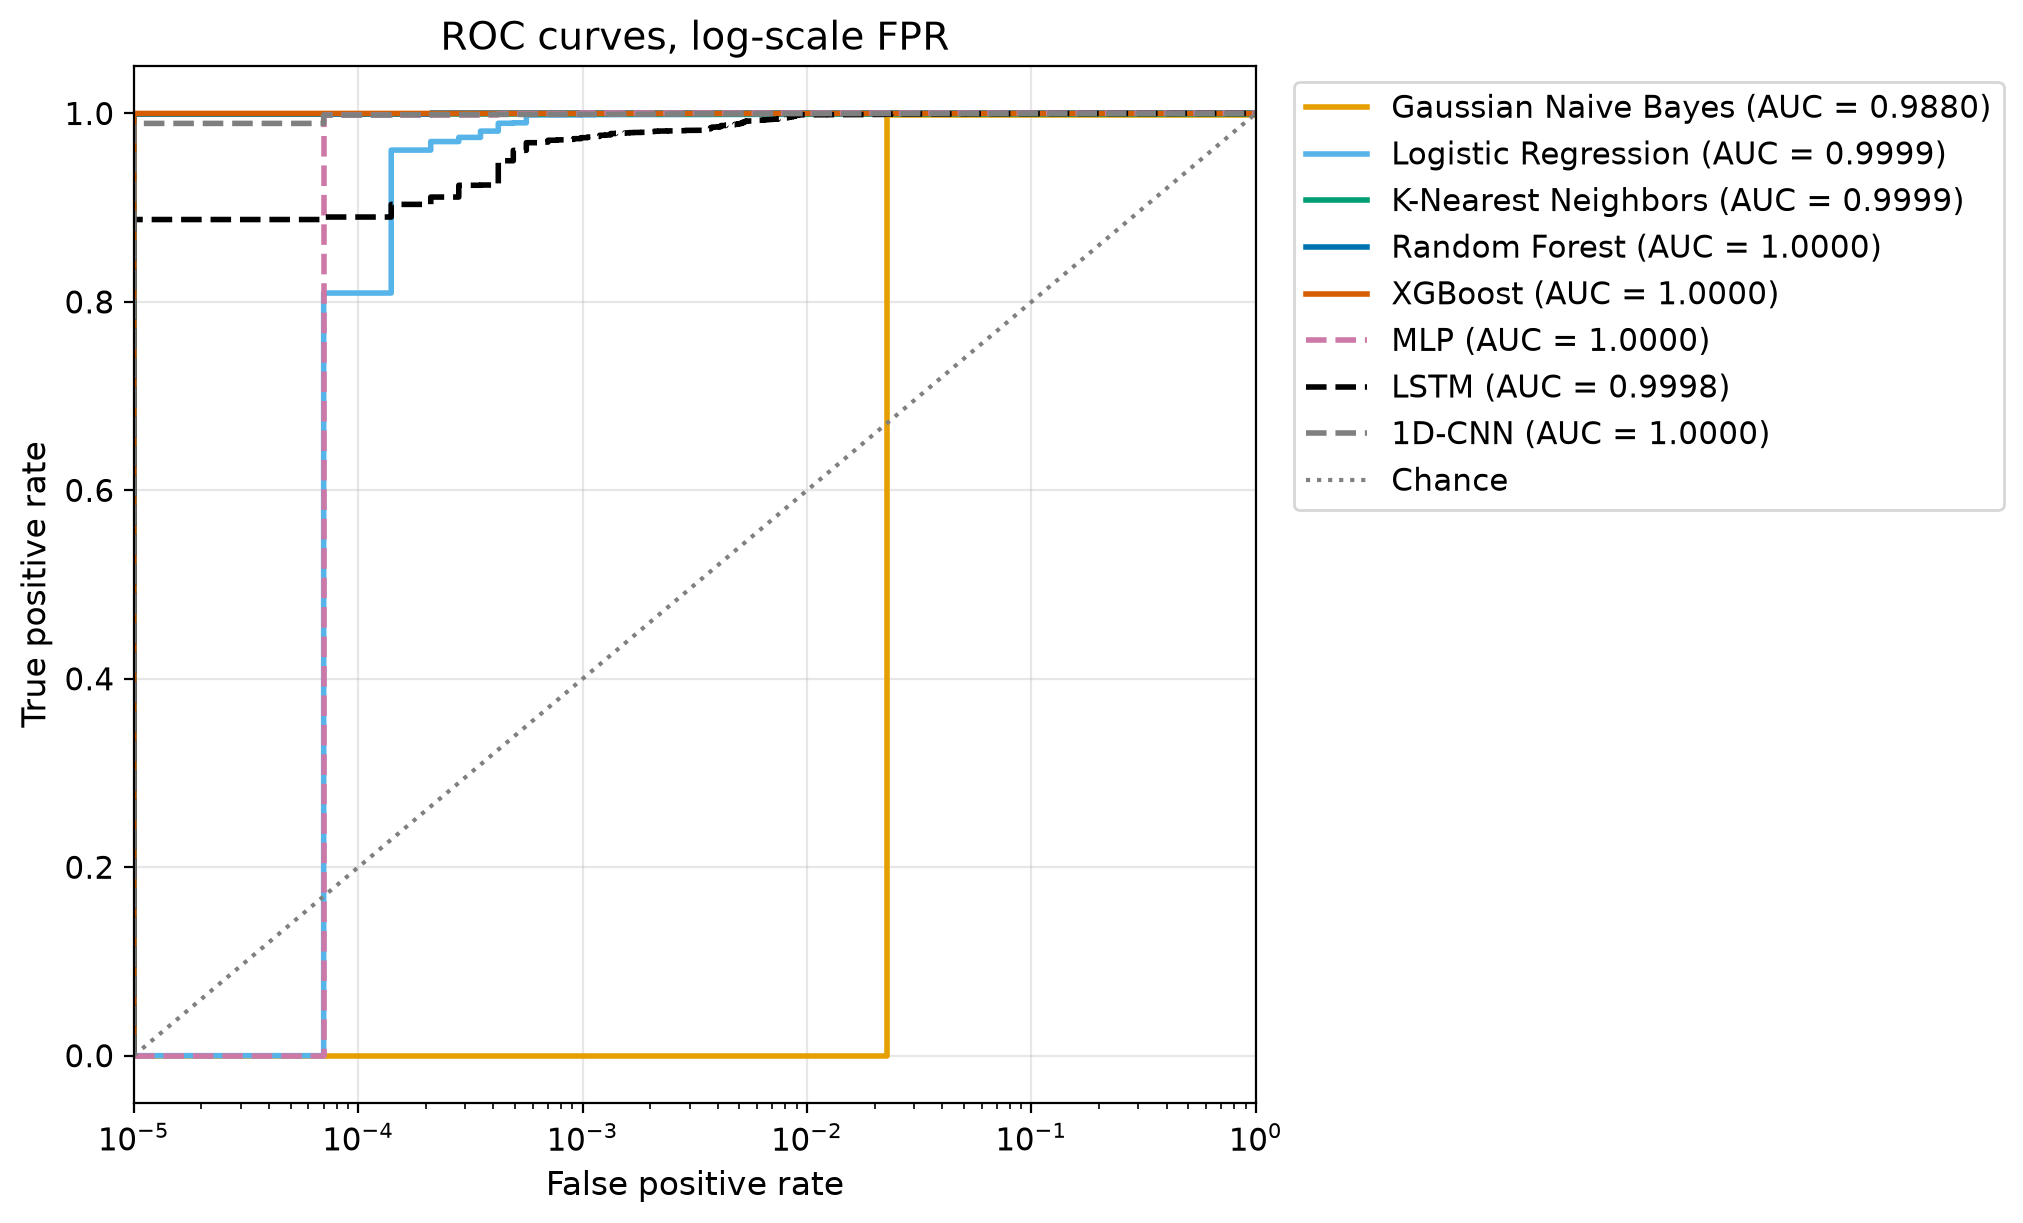 ROC curves, log-scale FPR
True positive rate
1.0
0.8
0.6
0.4
0.2
0.0
10⁻⁵ 10⁻⁴ 10⁻³ 10⁻² 10⁻¹ 10⁰
False positive rate
Gaussian Naive Bayes (AUC = 0.9880)
Logistic Regression (AUC = 0.9999)
K-Nearest Neighbors (AUC = 0.9999)
Random Forest (AUC = 1.0000)
XGBoost (AUC = 1.0000)
MLP (AUC = 1.0000)
LSTM (AUC = 0.9998)
1D-CNN (AUC = 1.0000)
Chance